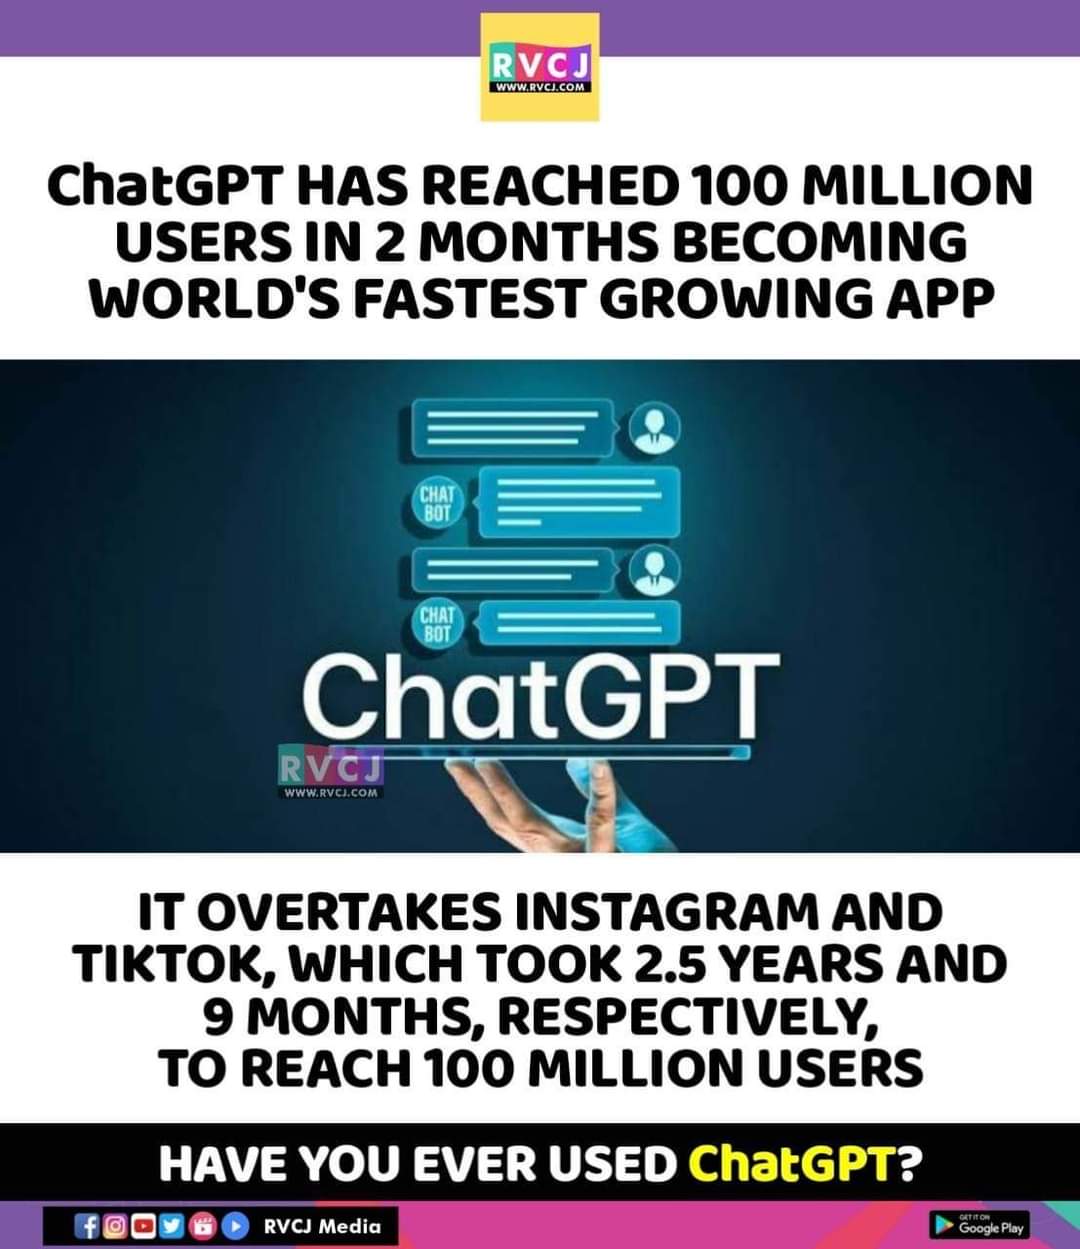 RVCJ
WWW.RVCJ.COM
ChatGPT HAS REACHED 100 MILLION
USERS IN 2 MONTHS BECOMING
WORLD'S FASTEST GROWING APP
CHAT
BOT
CHAT
BOT
ChatGPT
RVCJ
WWW.RVCJ.COM
IT OVERTAKES INSTAGRAM AND
TIKTOK, WHICH TOOK 2.5 YEARS AND
9 MONTHS, RESPECTIVELY,
TO REACH 100 MILLION USERS
HAVE YOU EVER USED ChatGPT?
RVCJ Media
GET IT ON
Google Play